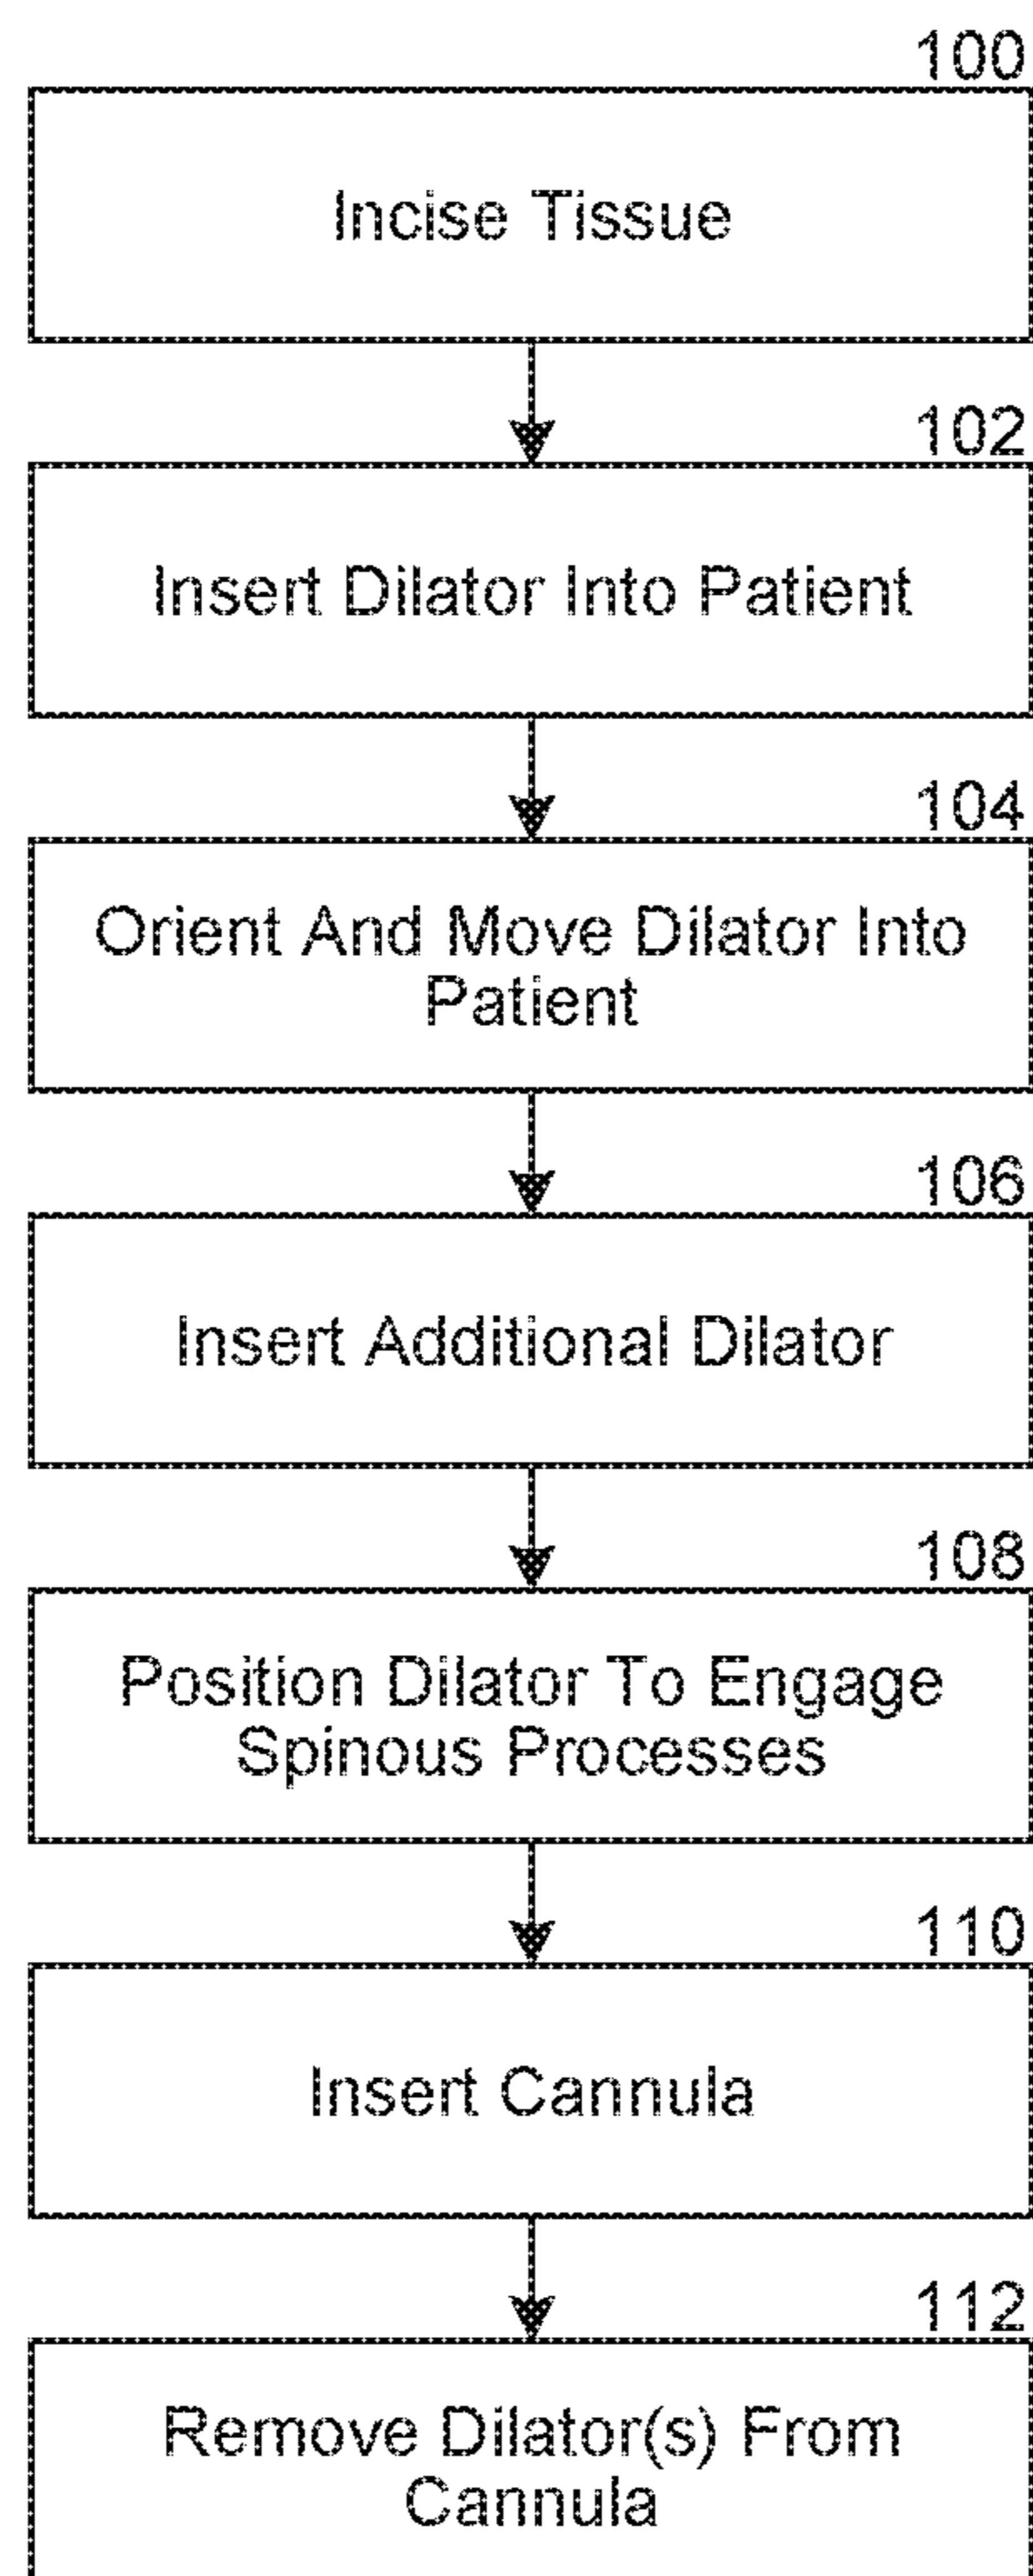 100
Incise Tissue
102
Insert Dilator Into Patient
104
Orient And Move Dilator Into
Patient
106
Insert Additional Dilator
108
Position Dilator To Engage
Spinous Processes
110
Insert Cannula
112
Remove Dilator(s) From
Cannula